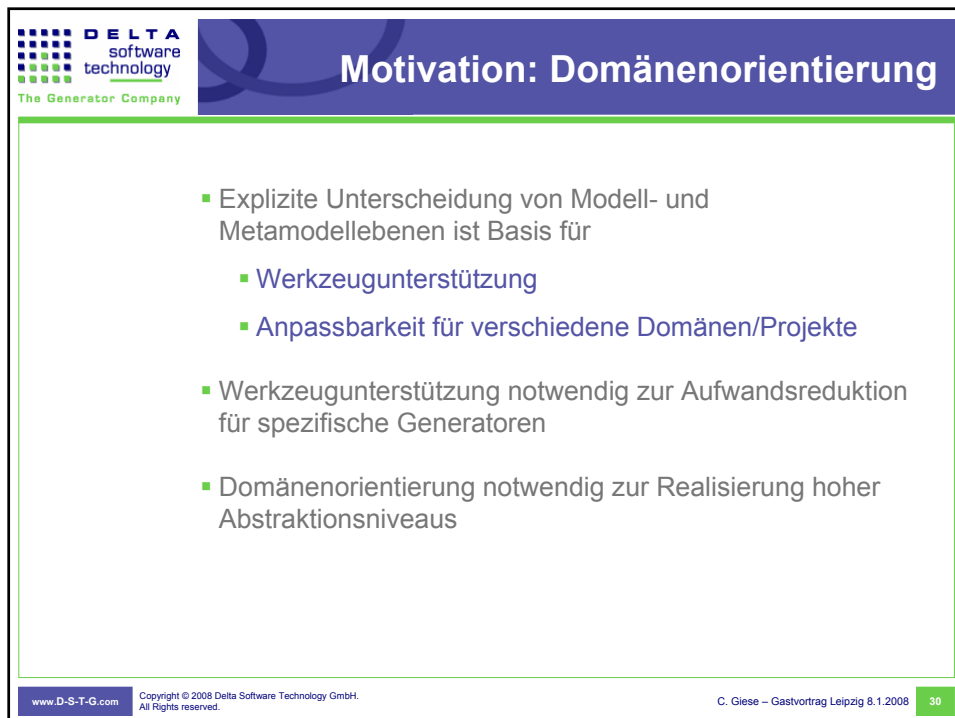 DELTA
software
technology
The Generator Company
Motivation: Domänenorientierung
▪ Explizite Unterscheidung von Modell- und
Metamodellebenen ist Basis für
▪ Werkzeugunterstützung
▪ Anpassbarkeit für verschiedene Domänen/Projekte
▪ Werkzeugunterstützung notwendig zur Aufwandsreduktion
für spezifische Generatoren
▪ Domänenorientierung notwendig zur Realisierung hoher
Abstraktionsniveaus
www.D-S-T-G.com
Copyright © 2008 Delta Software Technology GmbH.
All Rights reserved.
C. Giese – Gastvortrag Leipzig 8.1.2008
30